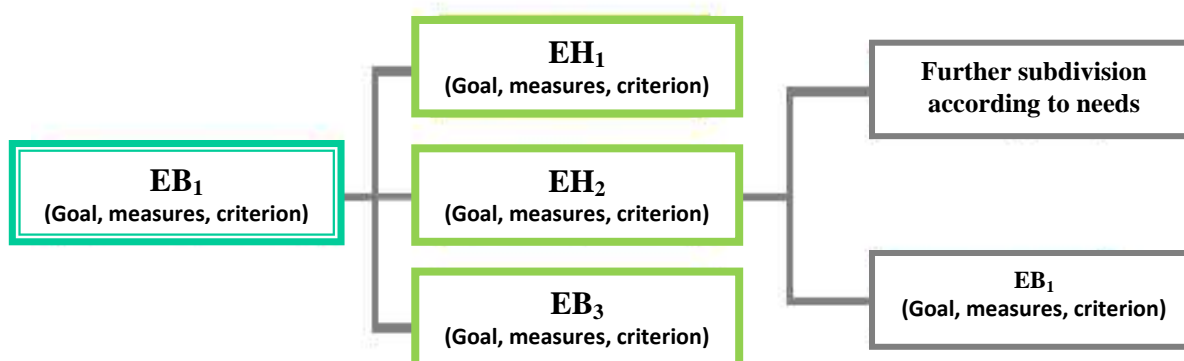 EB₁
(Goal, measures, criterion)
EH₁
(Goal, measures, criterion)
EH₂
(Goal, measures, criterion)
EB₃
(Goal, measures, criterion)
Further subdivision
according to needs
EB₁
(Goal, measures, criterion)